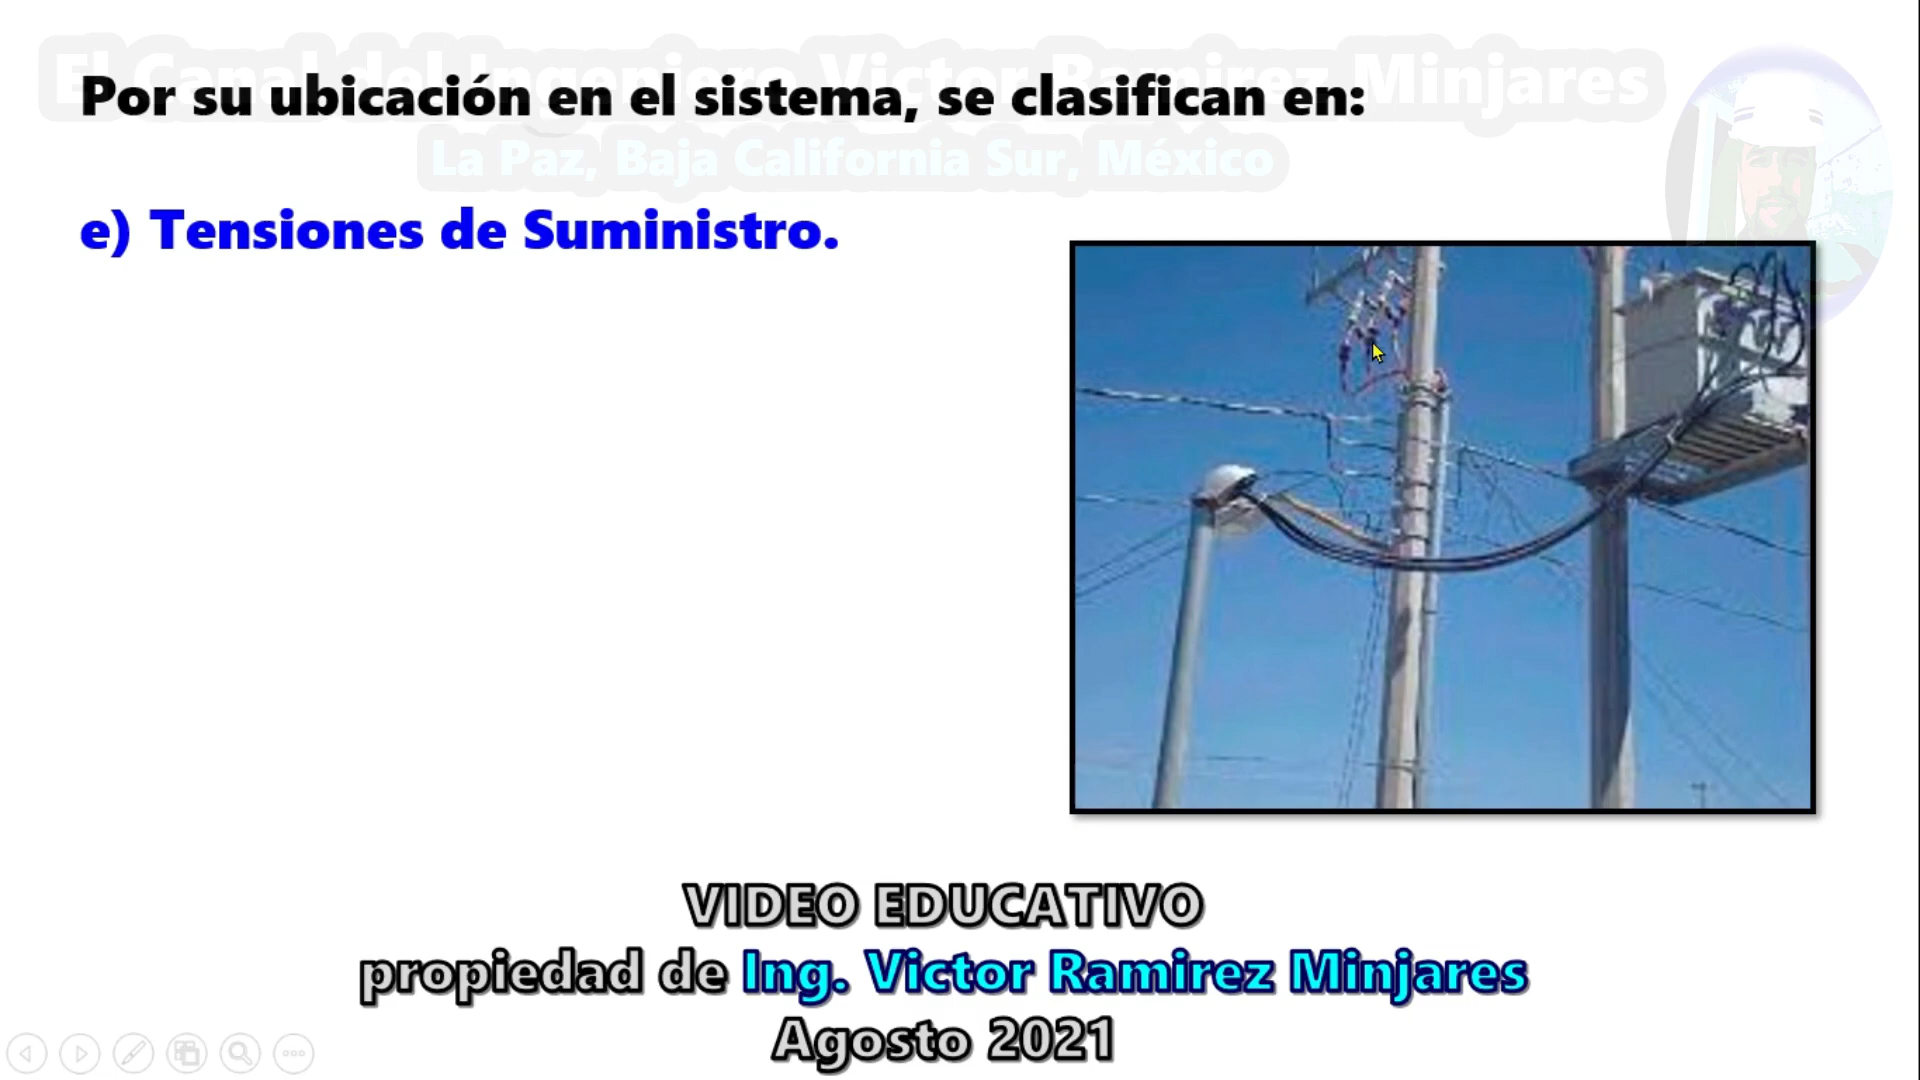 El Canal del Ingeniero Victor Ramirez Minjares
Por su ubicación en el sistema, se clasifican en:
La Paz, Baja California Sur, México
e) Tensiones de Suministro.
VIDEO EDUCATIVO
propiedad de Ing. Victor Ramirez Minjares
Agosto 2021